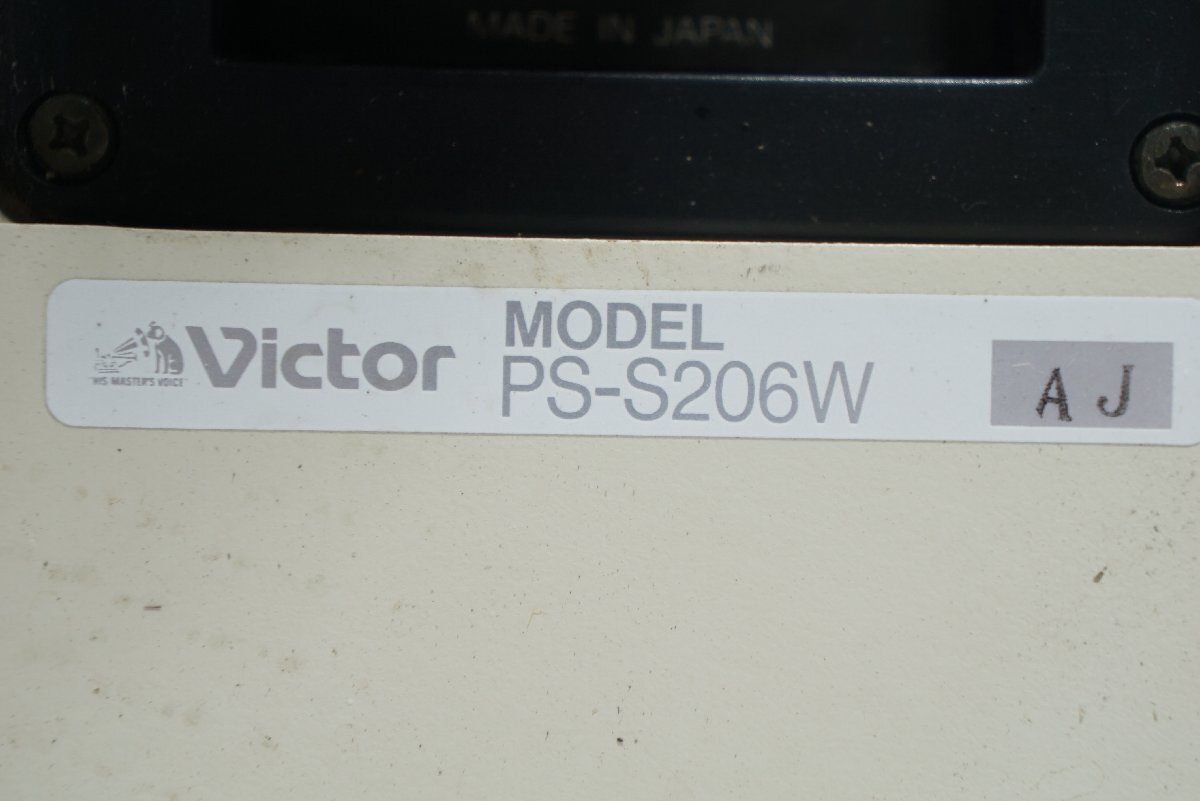 MADE IN JAPAN
"HIS MASTER'S VOICE"
Victor
MODEL
PS-S206W
AJ